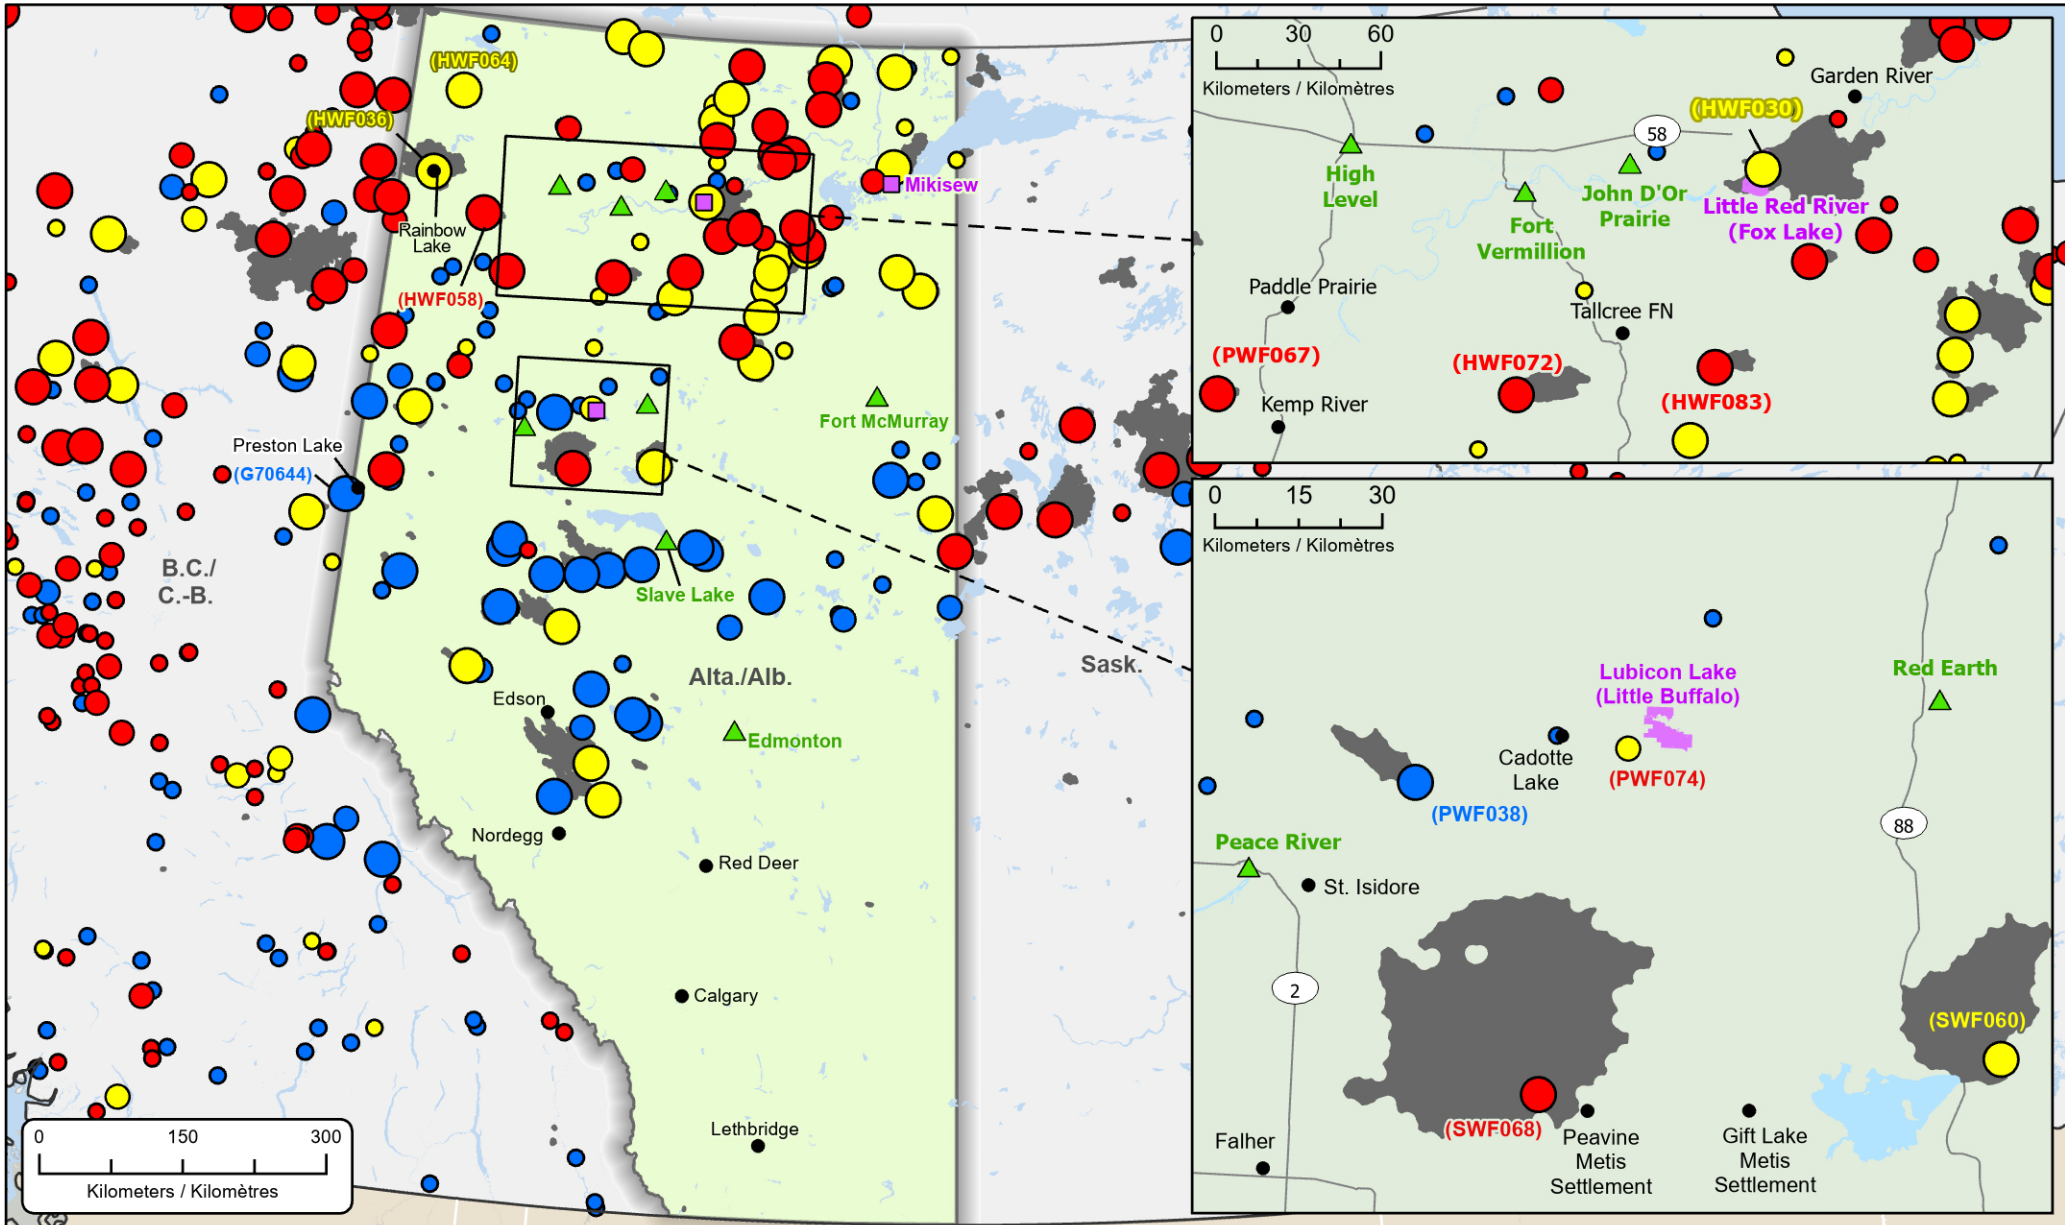 (HWF064)
(HWF036)
Rainbow
Lake
(HWF058)
Mikisew
Preston Lake
(G70644)
Fort McMurray
B.C./
C.-B.
Slave Lake
Alta./Alb.
Sask.
Edson
Edmonton
Nordegg
Red Deer
Calgary
Lethbridge
0 150 300
Kilometers / Kilomètres
0 30 60
Kilometers / Kilomètres
Garden River
(HWF030)
58
High
Level
John D'Or
Prairie
Fort
Vermillion
Little Red River
(Fox Lake)
Paddle Prairie
Tallcree FN
(PWF067)
(HWF072)
(HWF083)
Kemp River
0 15 30
Kilometers / Kilomètres
Lubicon Lake
(Little Buffalo)
Red Earth
Cadotte
Lake
(PWF074)
(PWF038)
88
Peace River
St. Isidore
2
(SWF060)
(SWF068)
Falher
Peavine
Metis
Settlement
Gift Lake
Metis
Settlement